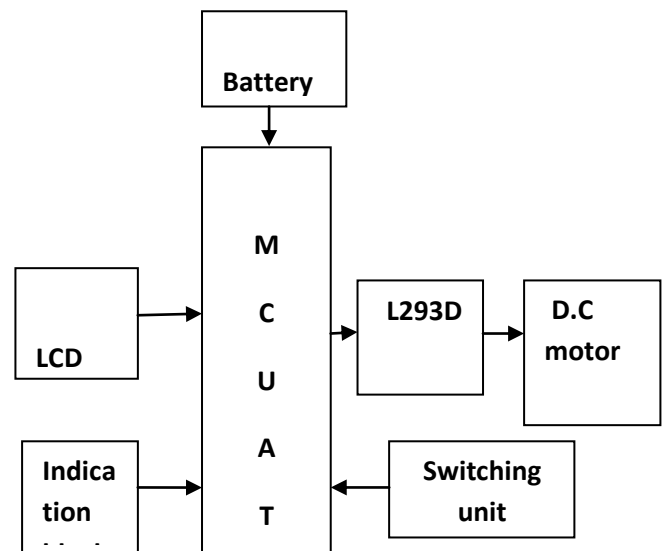 Battery
M
C
U
A
T
LCD
L293D
D.C
motor
Indica
tion
Switching
unit